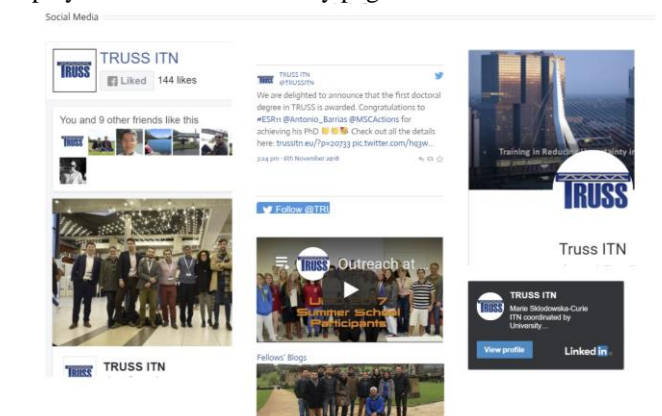 Social Media
TRUSS ITN
Liked 144 likes
You and 9 other friends like this
TRUSS ITN
TRUSS ITN
@TRUSSITN
We are delighted to announce that the first doctoral
degree in TRUSS is awarded. Congratulations to
#ESR11 @Antonio_Barrias @MSCActions for
achieving his PhD Check out all the details
here: trussitn.eu/?p=20733 pic.twitter.com/hq3w...
3:24 pm · 6th November 2018
Follow @TRU
TRUSS Outreach at...
Summer School
Participants
Fellows' Blogs
Training in Reducing Uncertainty in
TRUSS
Truss ITN
TRUSS ITN
Marie Sklodowska-Curie
ITN coordinated by
University...
View profile LinkedIn